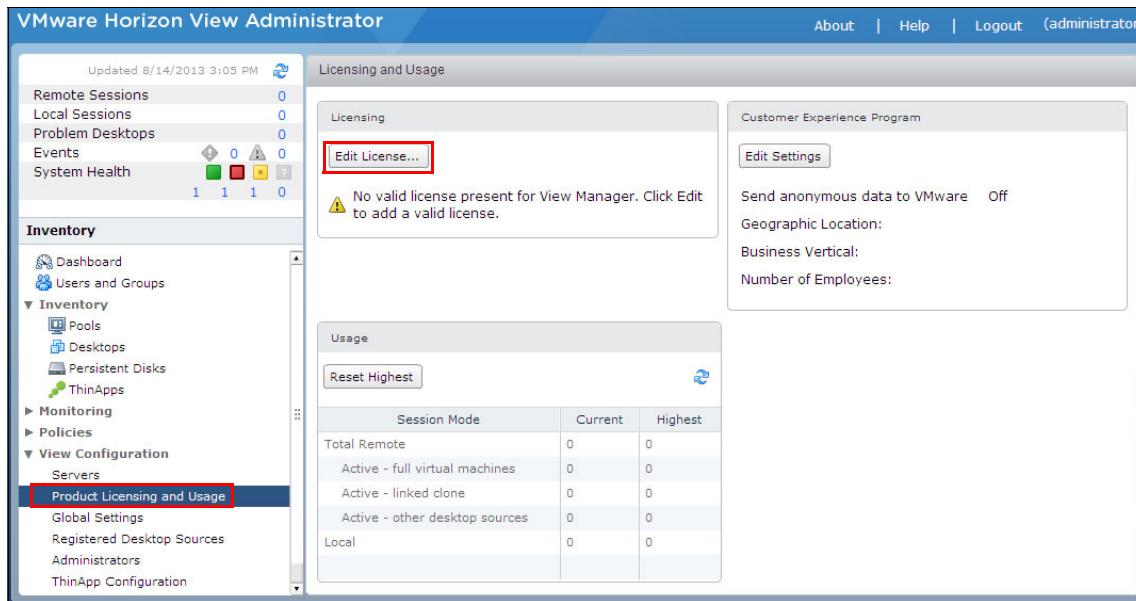 VMware Horizon View Administrator
About | Help | Logout (administrator
Updated 8/14/2013 3:05 PM
Remote Sessions 0
Local Sessions 0
Problem Desktops 0
Events 0 0
System Health
1 1 1 0
Inventory
Dashboard
Users and Groups
Inventory
Pools
Desktops
Persistent Disks
ThinApps
Monitoring
Policies
View Configuration
Servers
Product Licensing and Usage
Global Settings
Registered Desktop Sources
Administrators
ThinApp Configuration
Licensing and Usage
Licensing
Edit License...
No valid license present for View Manager. Click Edit
to add a valid license.
Customer Experience Program
Edit Settings
Send anonymous data to VMware Off
Geographic Location:
Business Vertical:
Number of Employees:
Usage
Reset Highest
Session Mode Current Highest
Total Remote 0 0
Active - full virtual machines 0 0
Active - linked clone 0 0
Active - other desktop sources 0 0
Local 0 0